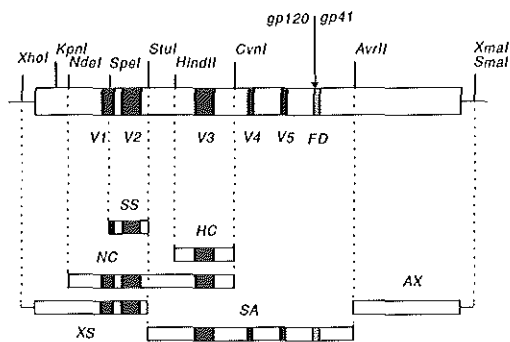 gp120 gp41
KpnI StuI CvnI AvrII XmaI
XhoI NdeI SpeI HindII SmaI
V1 V2 V3 V4 V5 FD
SS
HC
NC AX
XS SA